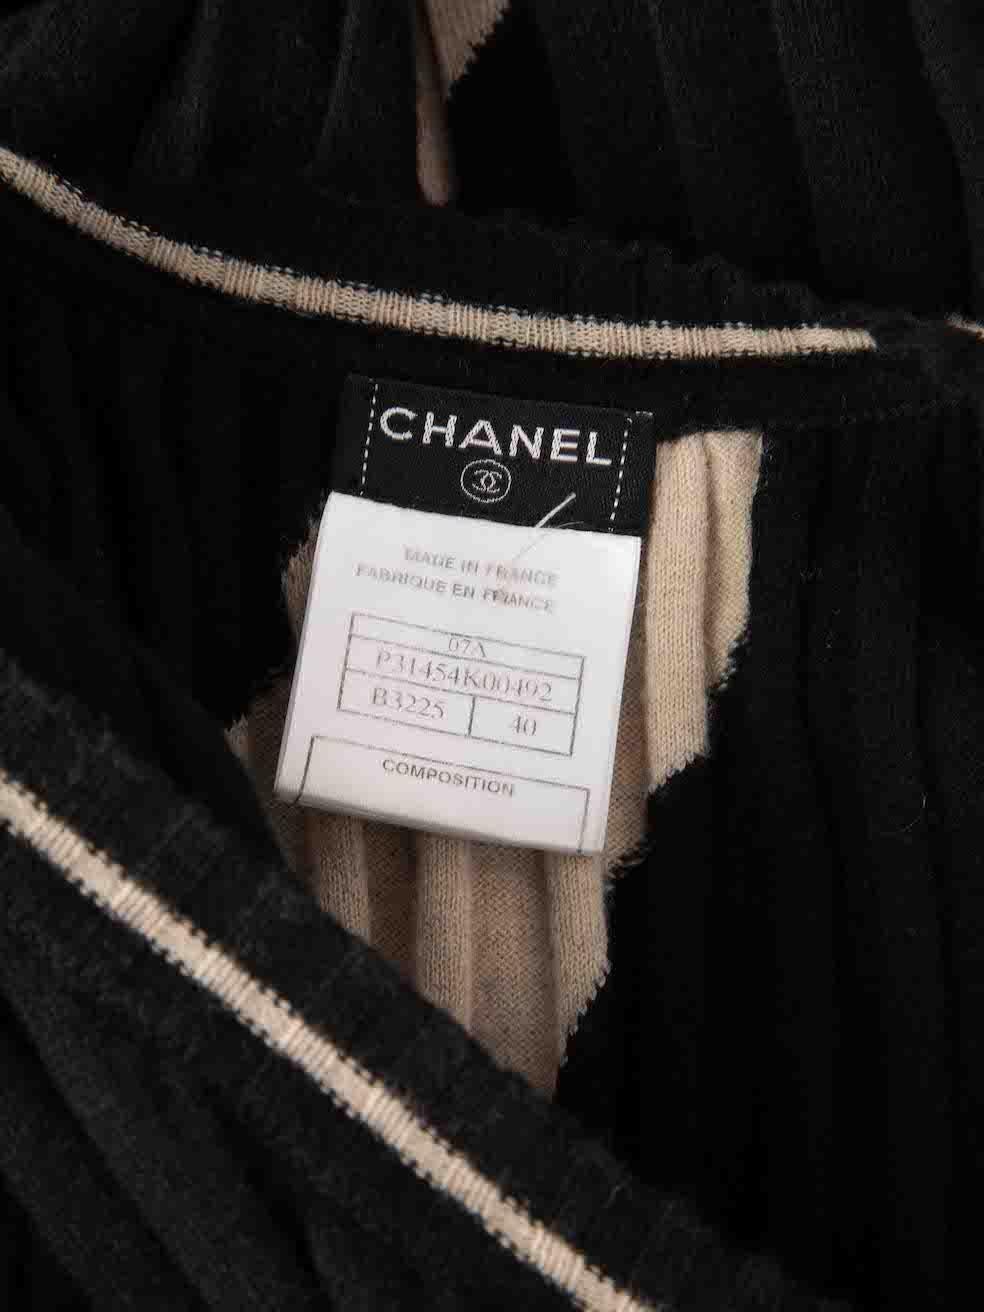 CHANEL
MADE IN FRANCE
FABRIQUE EN FRANCE
07A
P31454K00492
B3225 40
COMPOSITION